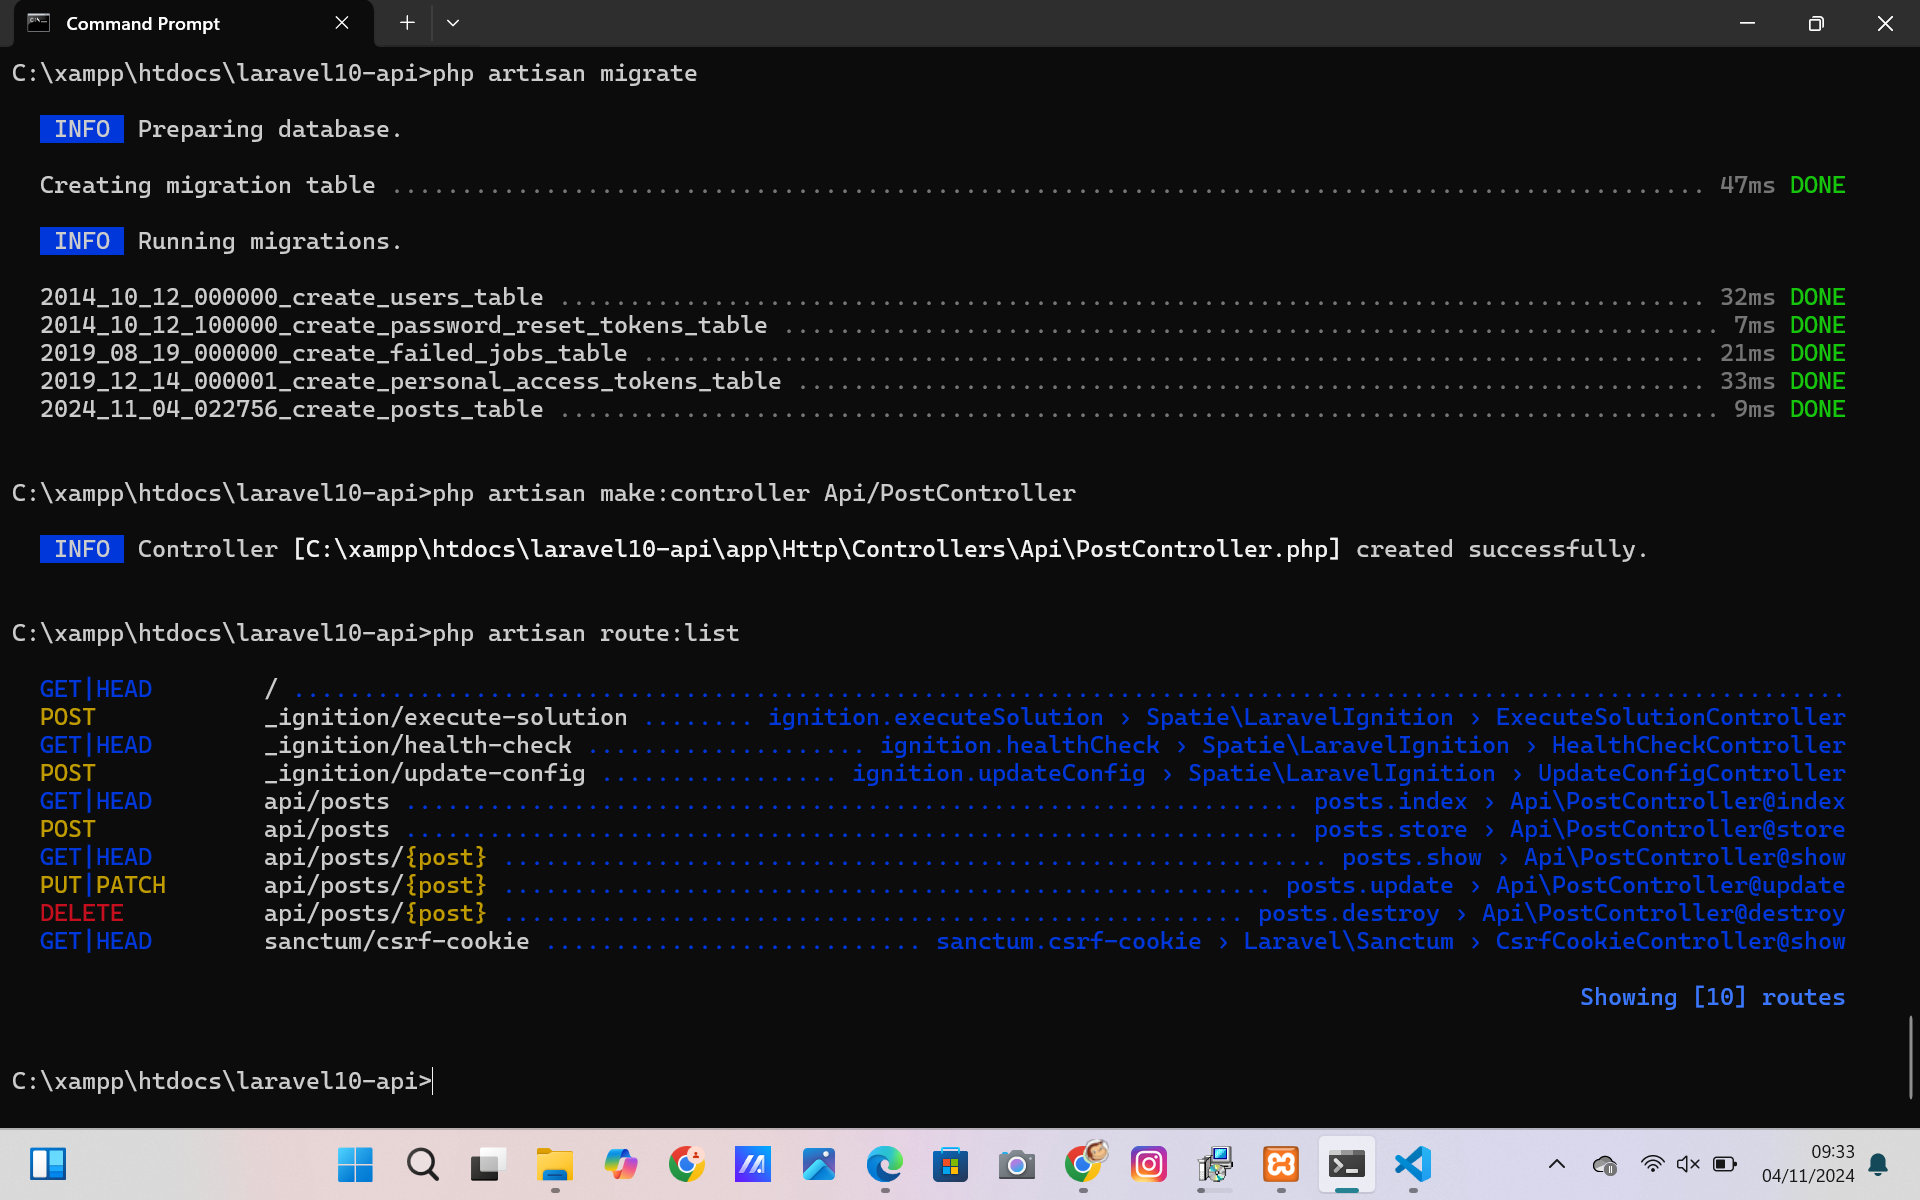 Command Prompt
C:\xampp\htdocs\laravel10-api>php artisan migrate
INFO Preparing database.
Creating migration table .............................................................................................. 47ms DONE
INFO Running migrations.
2014_10_12_000000_create_users_table .................................................................................. 32ms DONE
2014_10_12_100000_create_password_reset_tokens_table ................................................................... 7ms DONE
2019_08_19_000000_create_failed_jobs_table ............................................................................ 21ms DONE
2019_12_14_000001_create_personal_access_tokens_table ................................................................. 33ms DONE
2024_11_04_022756_create_posts_table ................................................................................... 9ms DONE
C:\xampp\htdocs\laravel10-api>php artisan make:controller Api/PostController
INFO Controller [C:\xampp\htdocs\laravel10-api\app\Http\Controllers\Api\PostController.php] created successfully.
C:\xampp\htdocs\laravel10-api>php artisan route:list
GET|HEAD / ...............................................................................................................
POST _ignition/execute-solution ........ ignition.executeSolution › Spatie\LaravelIgnition › ExecuteSolutionController
GET|HEAD _ignition/health-check .................... ignition.healthCheck › Spatie\LaravelIgnition › HealthCheckController
POST _ignition/update-config ................. ignition.updateConfig › Spatie\LaravelIgnition › UpdateConfigController
GET|HEAD api/posts ................................................................ posts.index › Api\PostController@index
POST api/posts ................................................................ posts.store › Api\PostController@store
GET|HEAD api/posts/{post} ........................................................... posts.show › Api\PostController@show
PUT|PATCH api/posts/{post} ....................................................... posts.update › Api\PostController@update
DELETE api/posts/{post} ..................................................... posts.destroy › Api\PostController@destroy
GET|HEAD sanctum/csrf-cookie ........................... sanctum.csrf-cookie › Laravel\Sanctum › CsrfCookieController@show
Showing [10] routes
C:\xampp\htdocs\laravel10-api>
09:33
04/11/2024